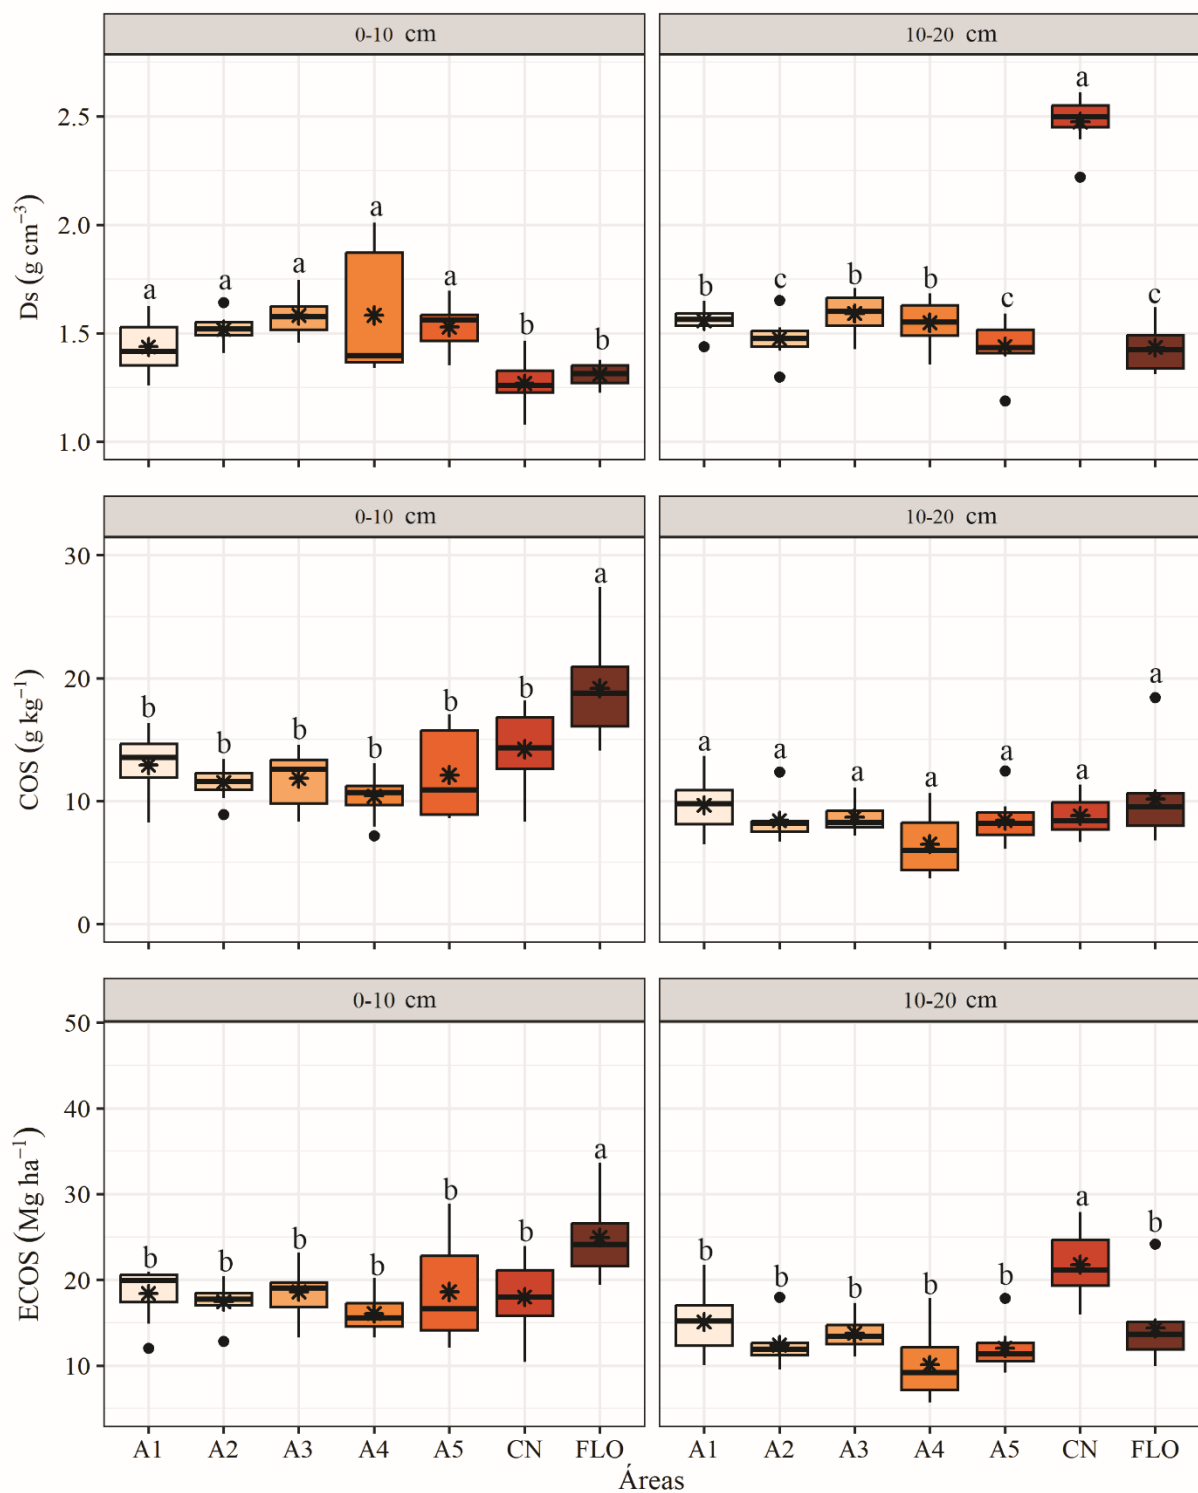 0-10 cm 10-20 cm
Ds (g cm⁻³)
2.5
2.0
1.5
1.0
a a a a a b b
b c b b c a c
0-10 cm 10-20 cm
COS (g kg⁻¹)
30
20
10
0
b b b b b b a
a a a a a a a
0-10 cm 10-20 cm
ECOS (Mg ha⁻¹)
50
40
30
20
10
b b b b b b a
b b b b b a b
A1 A2 A3 A4 A5 CN FLO A1 A2 A3 A4 A5 CN FLO
Áreas